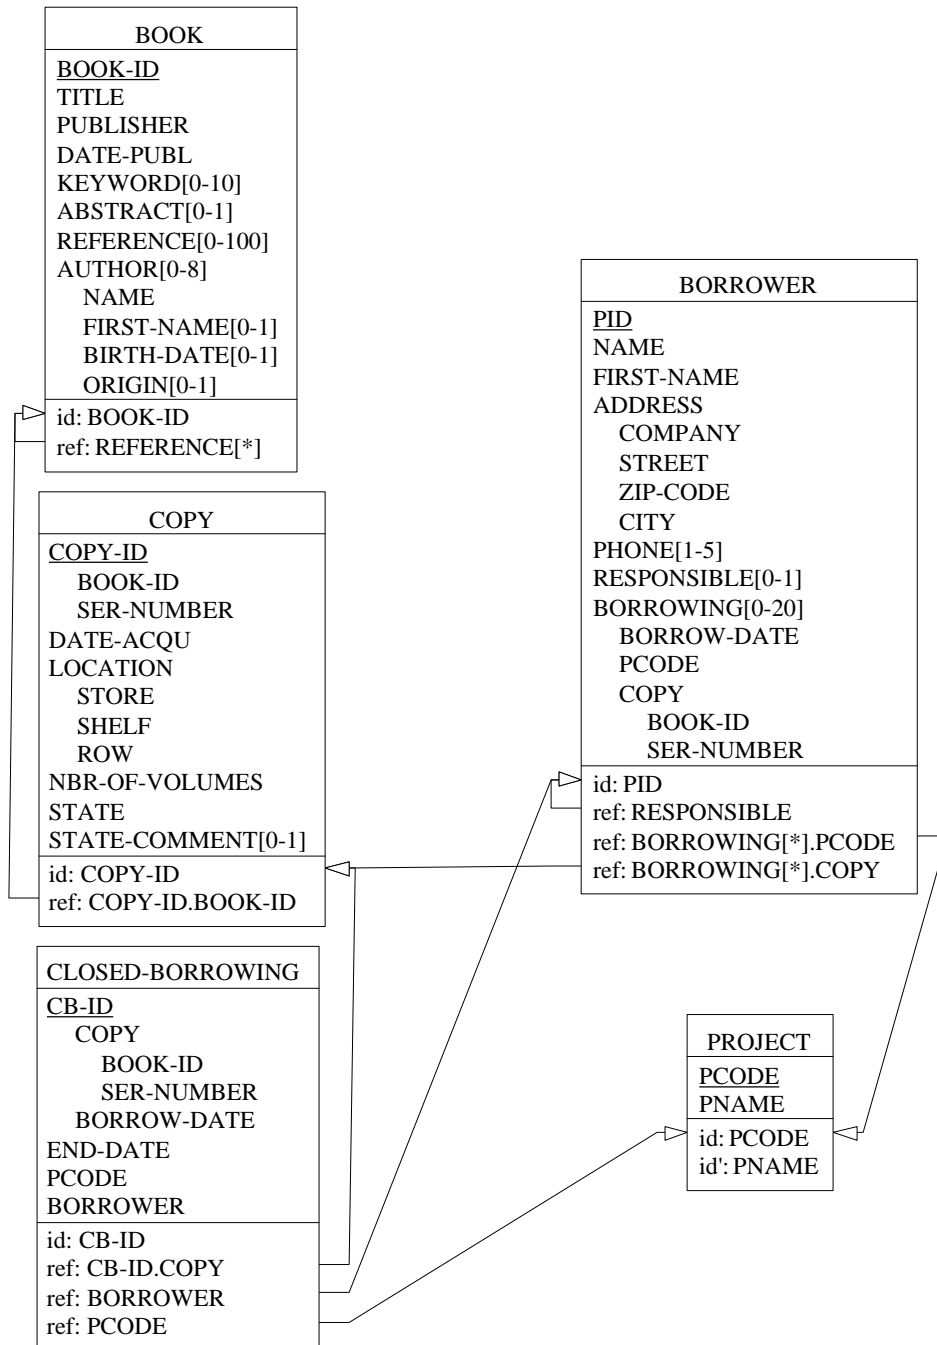 BOOK
BOOK-ID
TITLE
PUBLISHER
DATE-PUBL
KEYWORD[0-10]
ABSTRACT[0-1]
REFERENCE[0-100]
AUTHOR[0-8]
NAME
FIRST-NAME[0-1]
BIRTH-DATE[0-1]
ORIGIN[0-1]
id: BOOK-ID
ref: REFERENCE[*]
COPY
COPY-ID
BOOK-ID
SER-NUMBER
DATE-ACQU
LOCATION
STORE
SHELF
ROW
NBR-OF-VOLUMES
STATE
STATE-COMMENT[0-1]
id: COPY-ID
ref: COPY-ID.BOOK-ID
CLOSED-BORROWING
CB-ID
COPY
BOOK-ID
SER-NUMBER
BORROW-DATE
END-DATE
PCODE
BORROWER
id: CB-ID
ref: CB-ID.COPY
ref: BORROWER
ref: PCODE
BORROWER
PID
NAME
FIRST-NAME
ADDRESS
COMPANY
STREET
ZIP-CODE
CITY
PHONE[1-5]
RESPONSIBLE[0-1]
BORROWING[0-20]
BORROW-DATE
PCODE
COPY
BOOK-ID
SER-NUMBER
id: PID
ref: RESPONSIBLE
ref: BORROWING[*].PCODE
ref: BORROWING[*].COPY
PROJECT
PCODE
PNAME
id: PCODE
id': PNAME